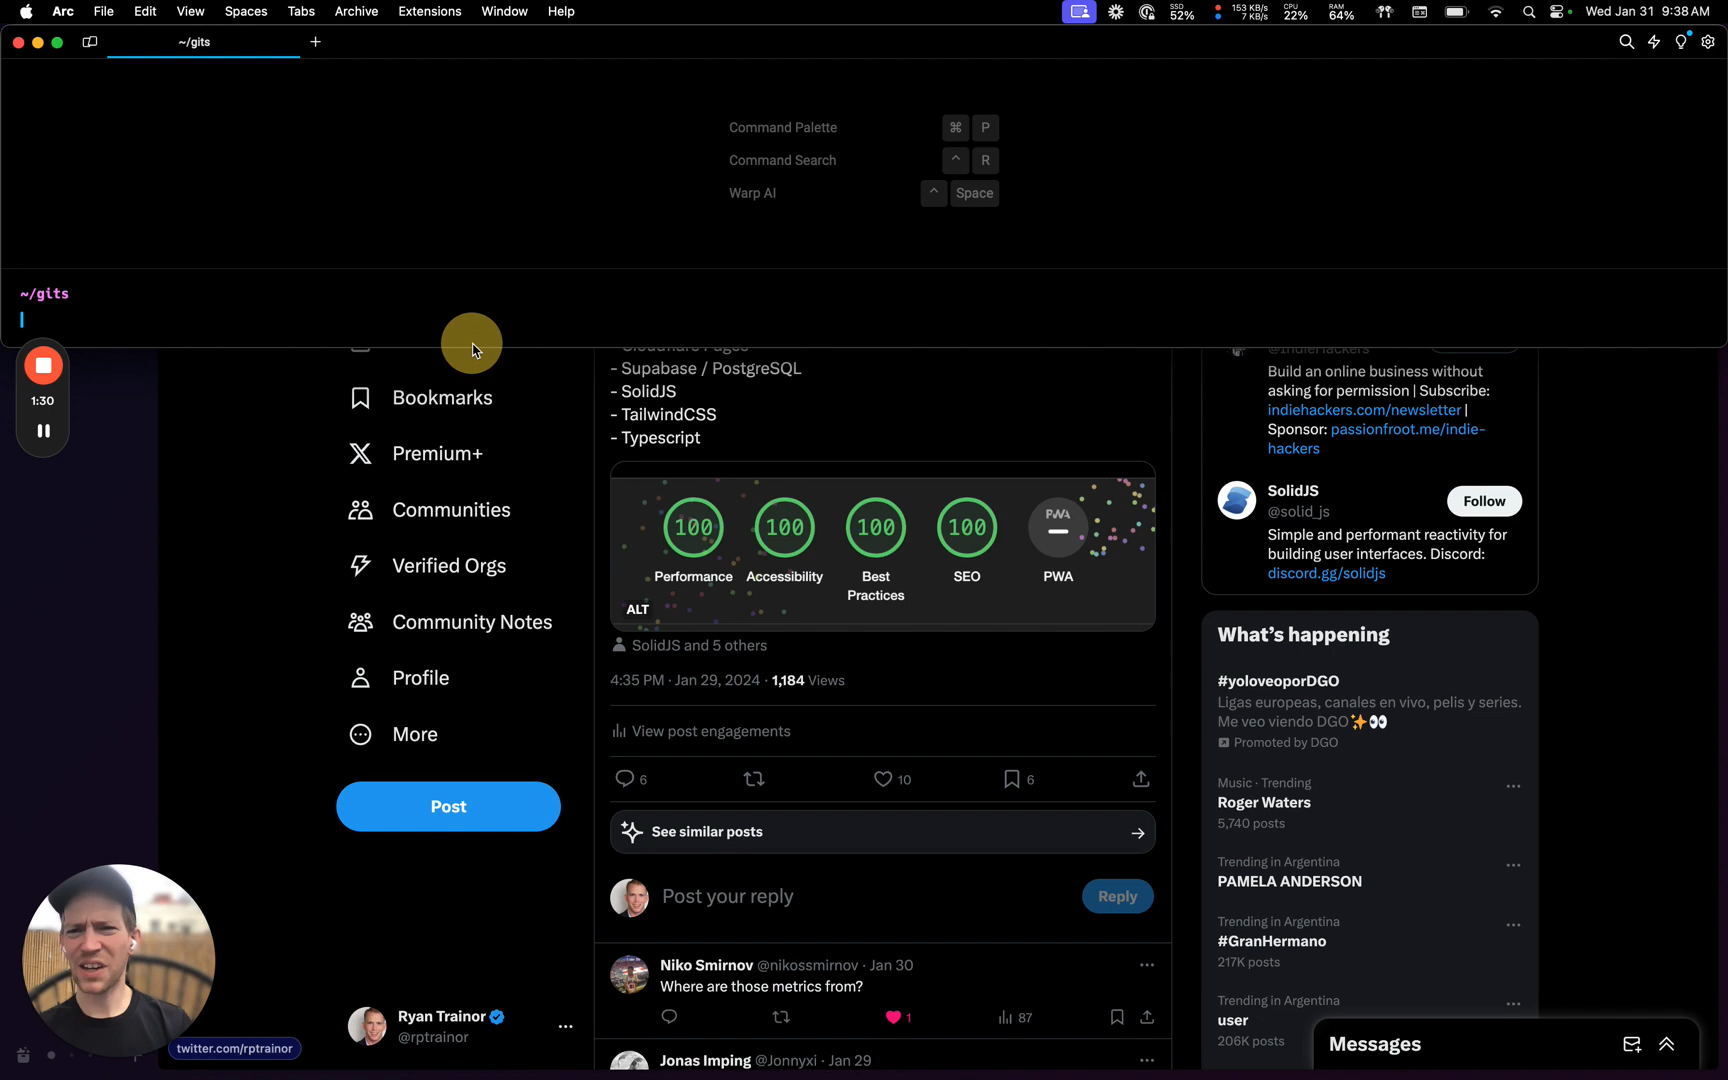 Arc File Edit View Spaces Tabs Archive Extensions Window Help
SSD 52% 153 KB/s 7 KB/s CPU 22% RAM 64% Wed Jan 31 9:38 AM
~/gits +
Command Palette ⌘ P
Command Search ^ R
Warp AI ^ Space
~/gits
1:30
Bookmarks
Premium+
Communities
Verified Orgs
Community Notes
Profile
More
Post
Ryan Trainor
@rptrainor
twitter.com/rptrainor
- Supabase / PostgreSQL
- SolidJS
- TailwindCSS
- Typescript
100 100 100 100 PWA
Performance Accessibility Best Practices SEO PWA
ALT
SolidJS and 5 others
4:35 PM · Jan 29, 2024 · 1,184 Views
View post engagements
6 10 6
See similar posts
Post your reply Reply
Niko Smirnov @nikossmirnov · Jan 30
Where are those metrics from?
1 87
Jonas Imping @Jonnyxi · Jan 29
@IndieHackers
Build an online business without
asking for permission | Subscribe:
indiehackers.com/newsletter |
Sponsor: passionfroot.me/indie-
hackers
SolidJS
@solid_js
Follow
Simple and performant reactivity for
building user interfaces. Discord:
discord.gg/solidjs
What's happening
#yoloveoporDGO
Ligas europeas, canales en vivo, pelis y series.
Me veo viendo DGO✨👀
Promoted by DGO
Music · Trending
Roger Waters
5,740 posts
Trending in Argentina
PAMELA ANDERSON
Trending in Argentina
#GranHermano
217K posts
Trending in Argentina
user
206K posts
Messages